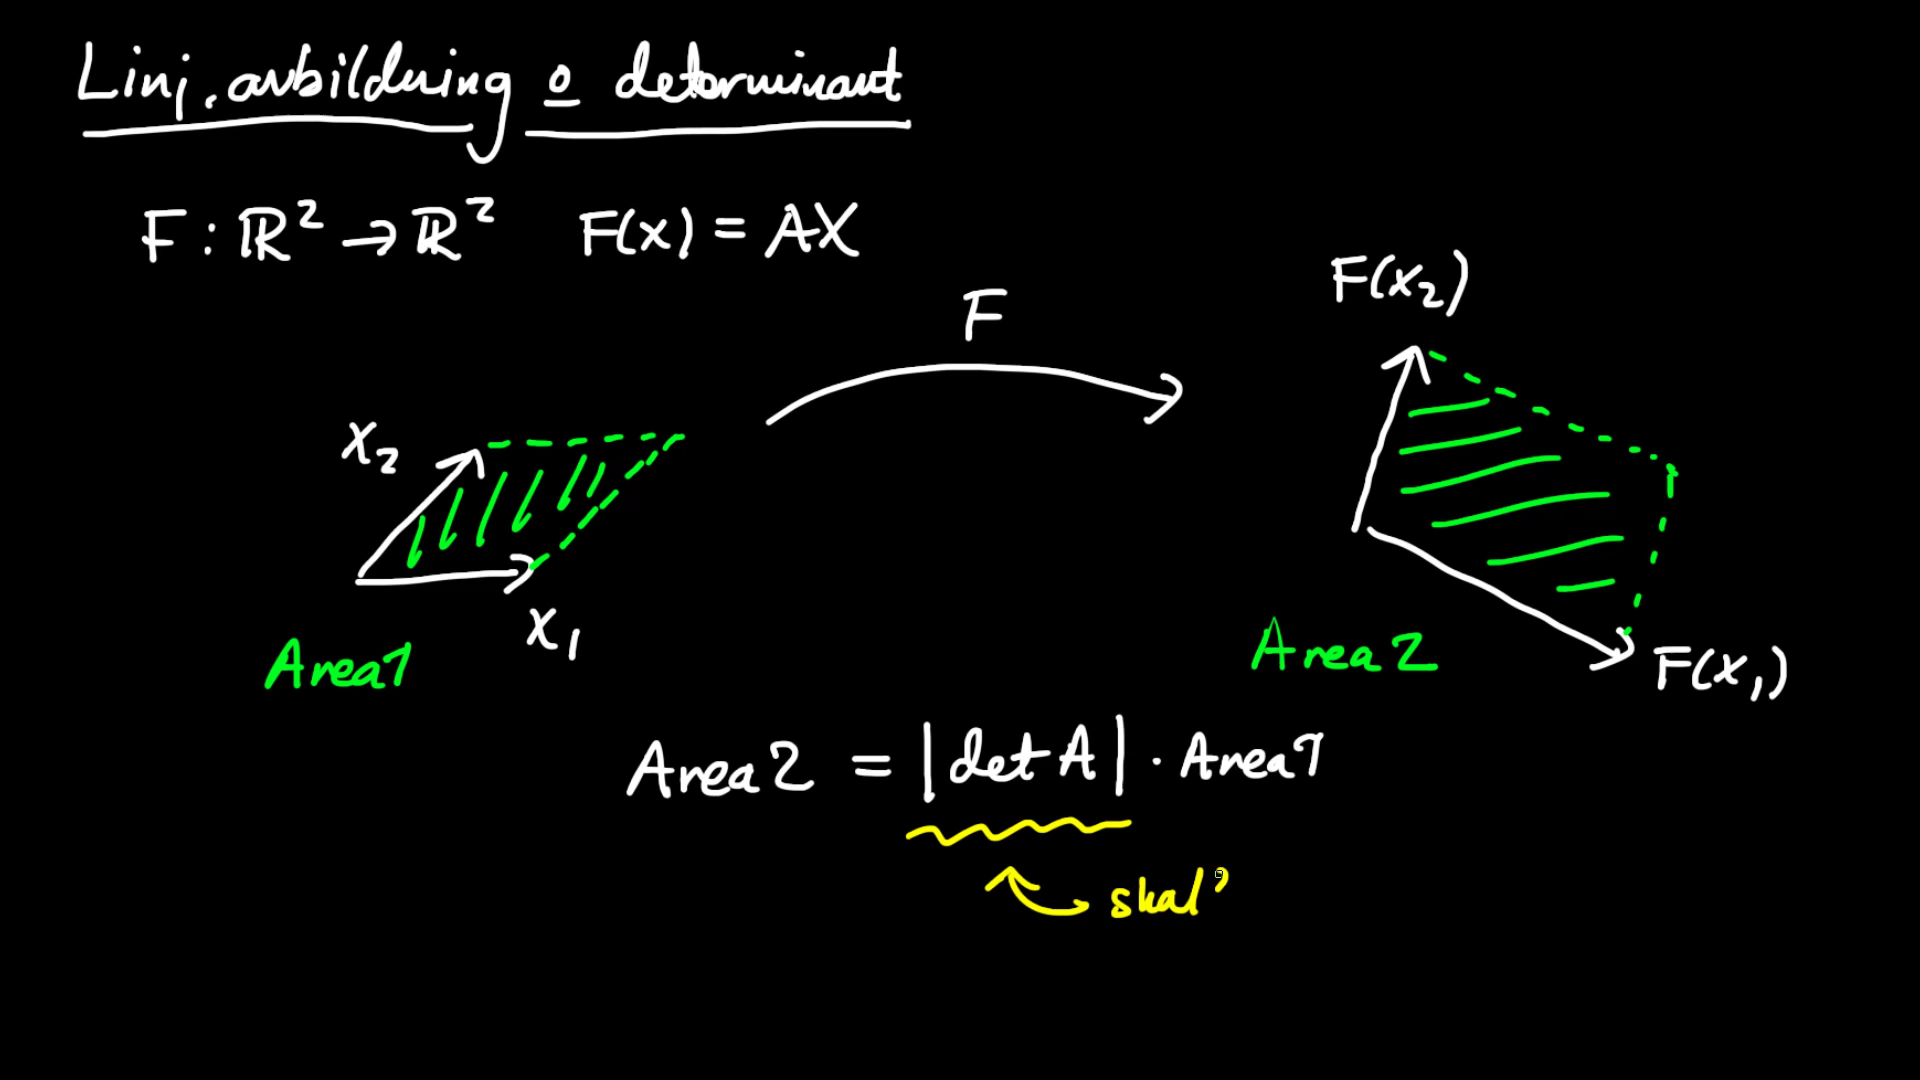 Linj. avbildning o determinant
F : ℝ² → ℝ² F(x) = AX
F
F(x₂)
x₂
x₁
Area1
Area2
F(x₁)
Area2 = |det A| · Area1
skal